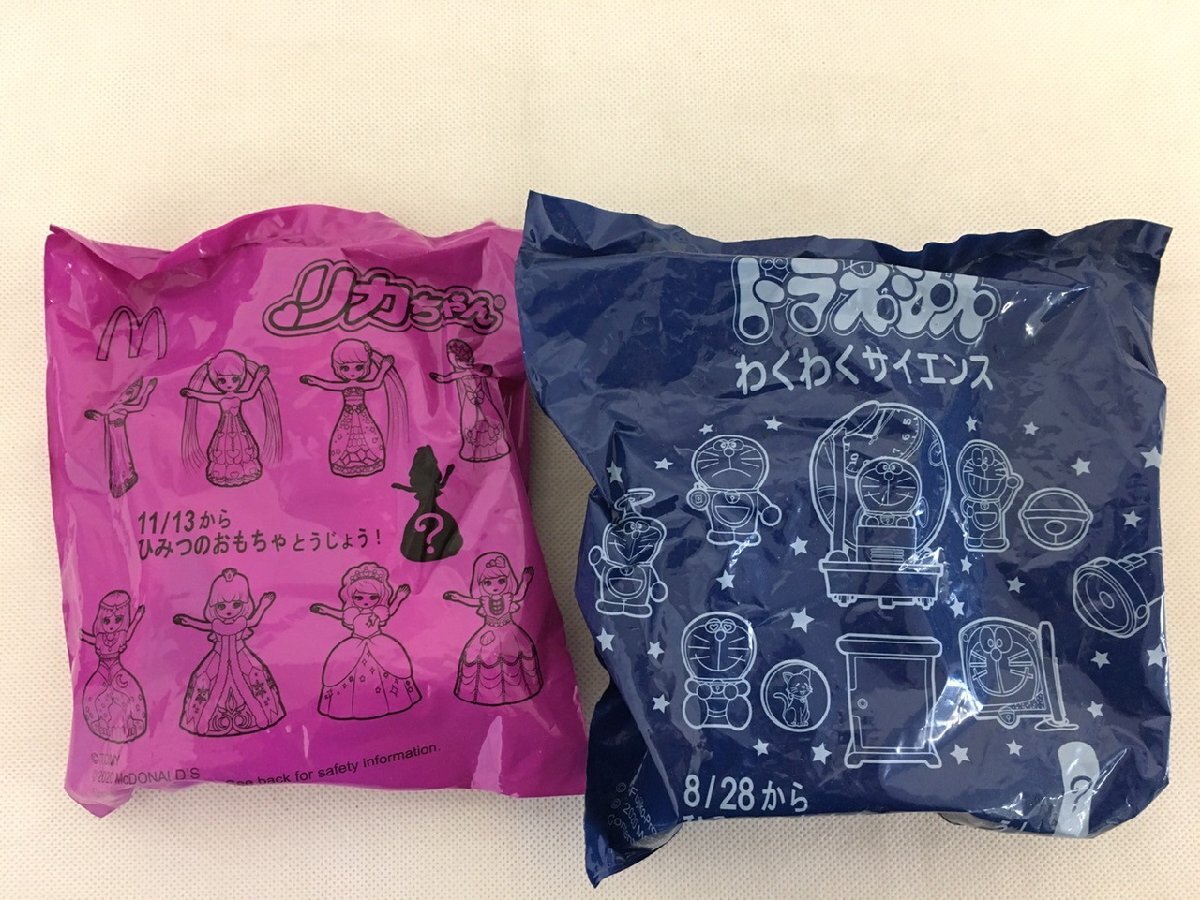 リカちゃん
11/13から
ひみつのおもちゃとうじょう!
?
©TOMY
©2020 McDONALD'S
See back for safety information.
ドラえもん
わくわくサイエンス
8/28から
?